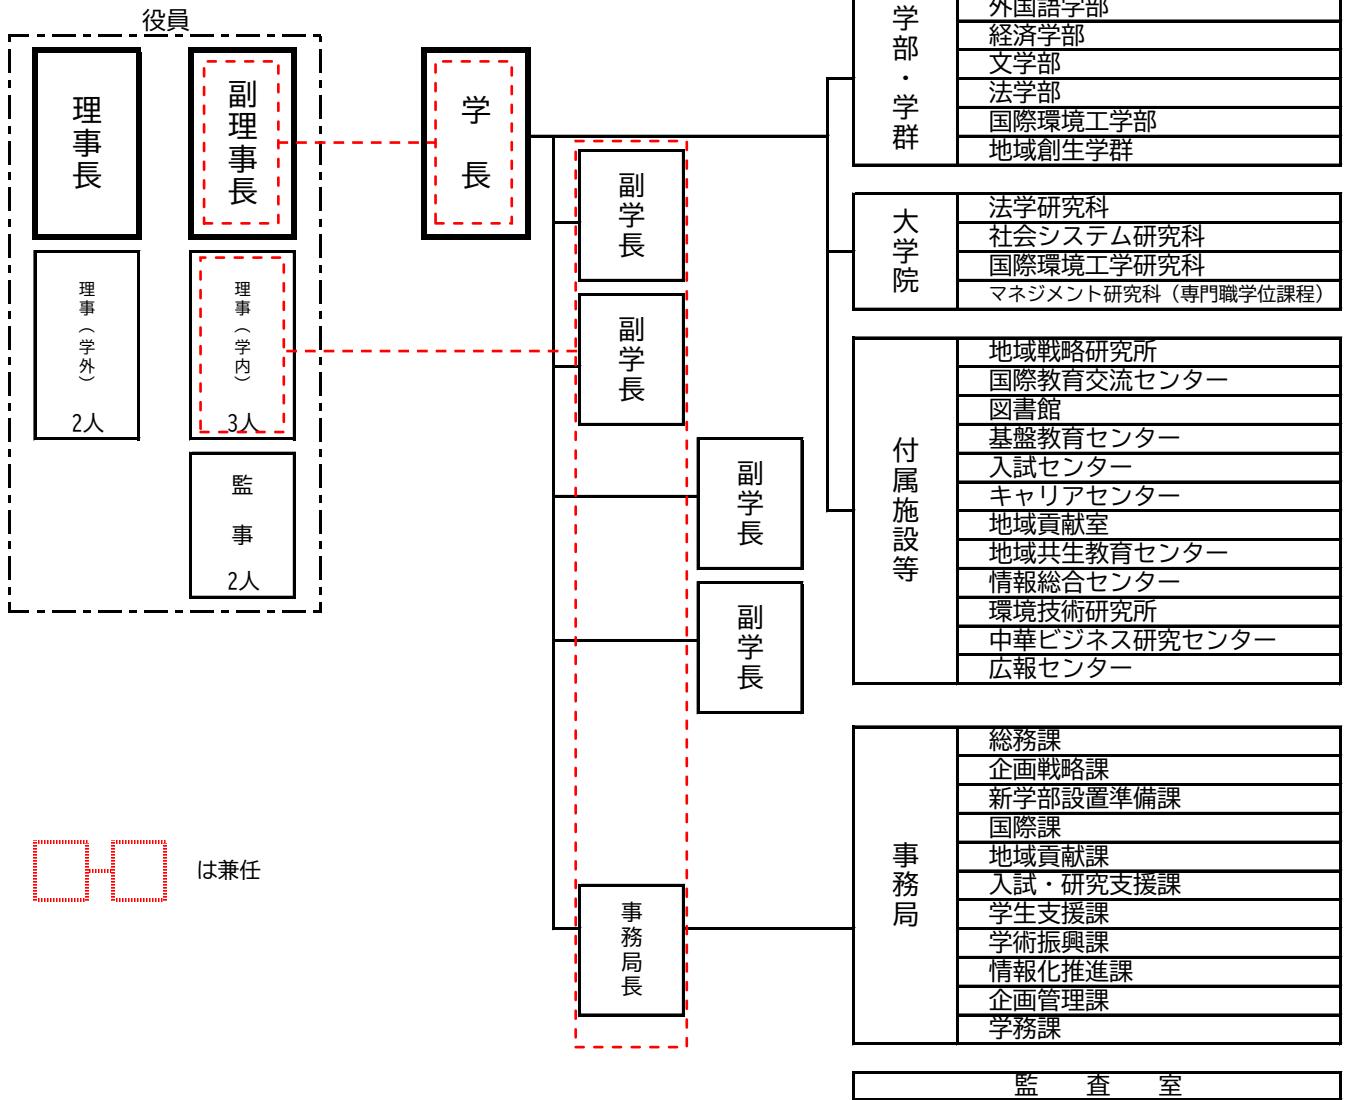 役員
理事長
副理事長
学長
理事（学外）
2人
理事（学内）
3人
監事
2人
副学長
副学長
副学長
副学長
事務局長
は兼任
学部・学群
外国語学部
経済学部
文学部
法学部
国際環境工学部
地域創生学群
大学院
法学研究科
社会システム研究科
国際環境工学研究科
マネジメント研究科（専門職学位課程）
付属施設等
地域戦略研究所
国際教育交流センター
図書館
基盤教育センター
入試センター
キャリアセンター
地域貢献室
地域共生教育センター
情報総合センター
環境技術研究所
中華ビジネス研究センター
広報センター
事務局
総務課
企画戦略課
新学部設置準備課
国際課
地域貢献課
入試・研究支援課
学生支援課
学術振興課
情報化推進課
企画管理課
学務課
監　査　室